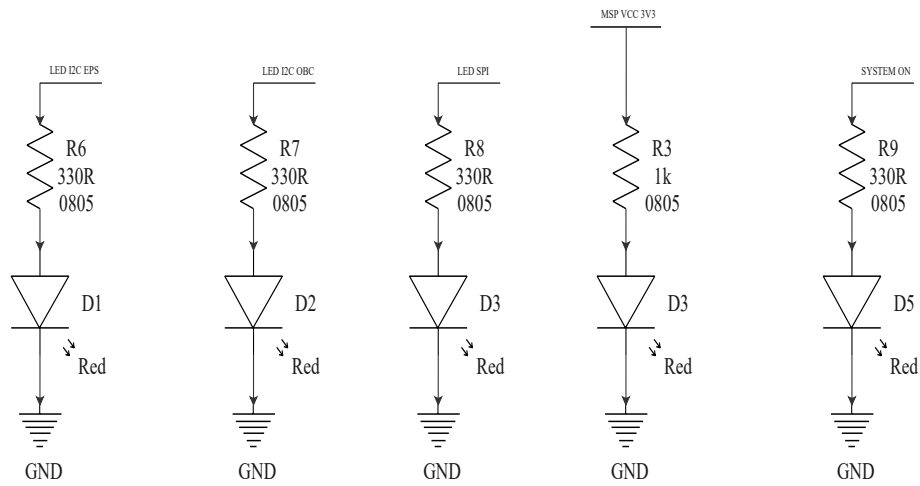 MSP VCC 3V3
LED I2C EPS
LED I2C OBC
LED SPI
SYSTEM ON
R6
330R
0805
R7
330R
0805
R8
330R
0805
R3
1k
0805
R9
330R
0805
D1
Red
D2
Red
D3
Red
D3
Red
D5
Red
GND
GND
GND
GND
GND